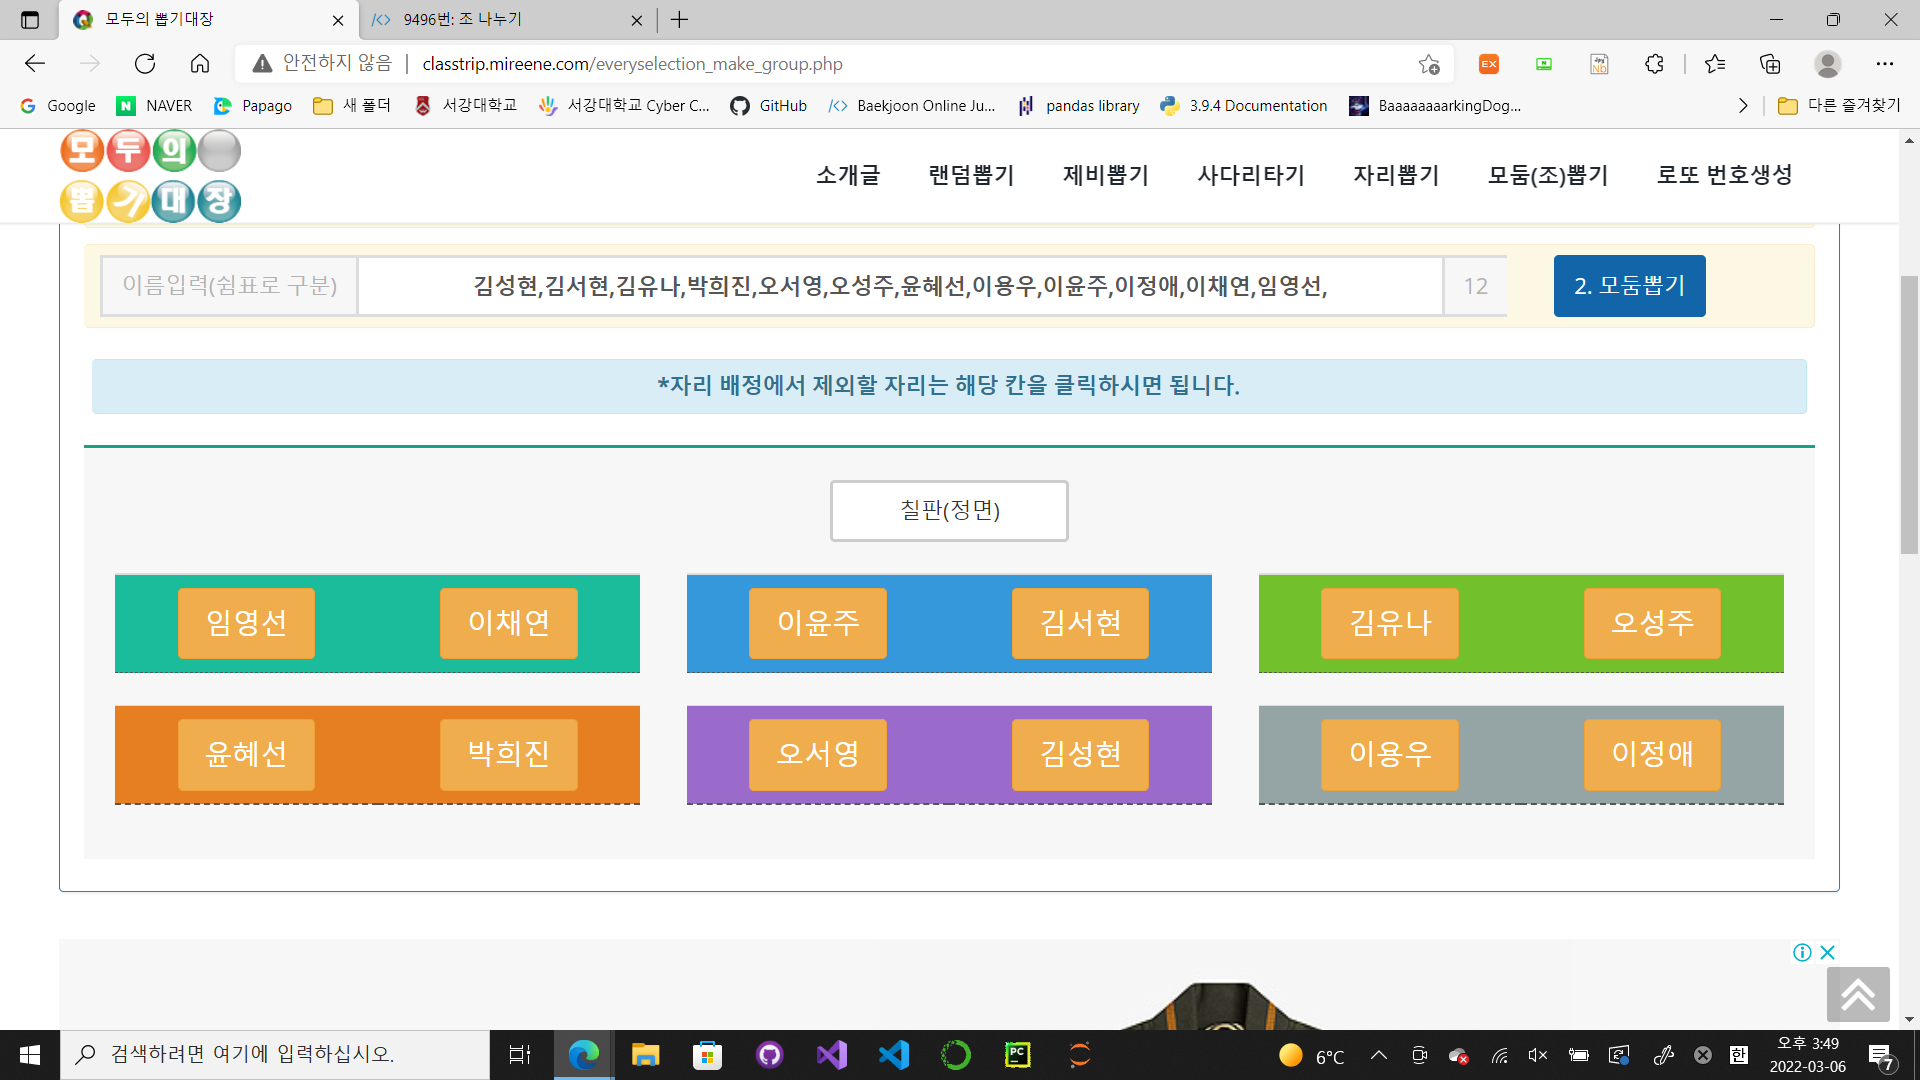 모두의 뽑기대장
9496번: 조 나누기
안전하지 않음 | classtrip.mireene.com/everyselection_make_group.php
Google NAVER Papago 새 폴더 서강대학교 서강대학교 Cyber C... GitHub Baekjoon Online Ju... pandas library 3.9.4 Documentation BaaaaaaaarkingDog... 다른 즐겨찾기
모두의
뽑기대장
소개글 랜덤뽑기 제비뽑기 사다리타기 자리뽑기 모둠(조)뽑기 로또 번호생성
이름입력(쉼표로 구분) 김성현,김서현,김유나,박희진,오서영,오성주,윤혜선,이용우,이윤주,이정애,이채연,임영선, 12 2. 모둠뽑기
*자리 배정에서 제외할 자리는 해당 칸을 클릭하시면 됩니다.
칠판(정면)
임영선 이채연 이윤주 김서현 김유나 오성주
윤혜선 박희진 오서영 김성현 이용우 이정애
검색하려면 여기에 입력하십시오.
6°C
한
오후 3:49
2022-03-06
7